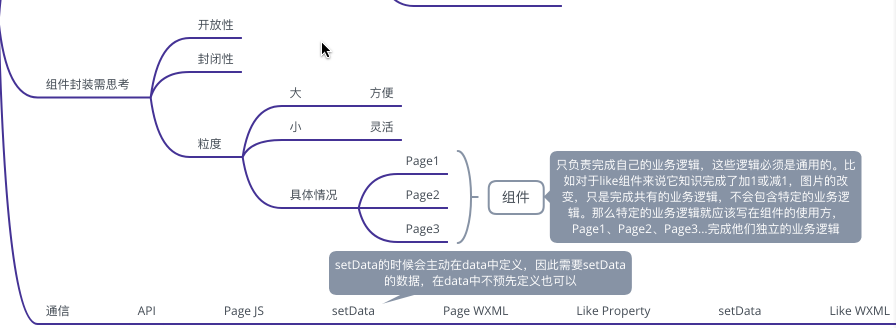 开放性
封闭性
组件封装需思考
大 方便
小 灵活
粒度
Page1
具体情况 Page2
Page3
组件
只负责完成自己的业务逻辑，这些逻辑必须是通用的。比
如对于like组件来说它知识完成了加1或减1，图片的改
变，只是完成共有的业务逻辑，不会包含特定的业务逻
辑。那么特定的业务逻辑就应该写在组件的使用方，
Page1、Page2、Page3...完成他们独立的业务逻辑
setData的时候会主动在data中定义，因此需要setData
的数据，在data中不预先定义也可以
通信 API Page JS setData Page WXML Like Property setData Like WXML